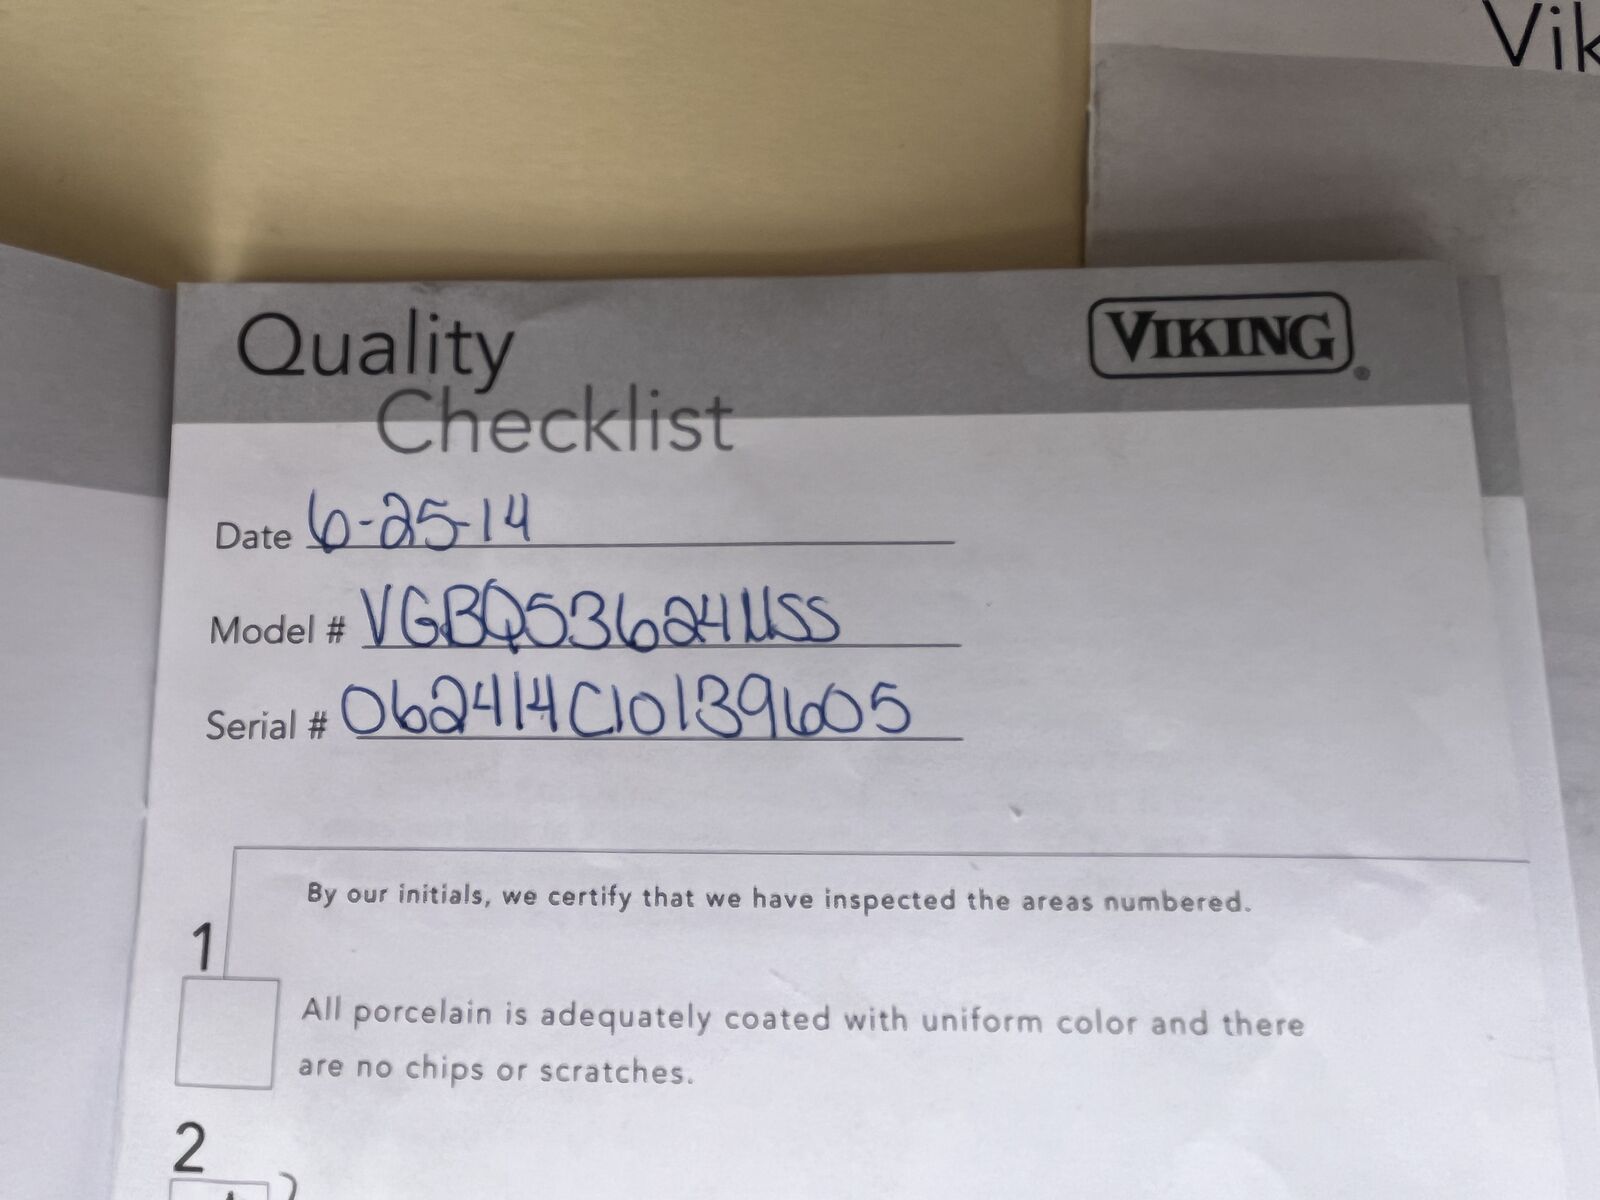 Vik
Quality
Checklist
VIKING®
Date 6-25-14
Model # VGBQ53624NSS
Serial # 062414C10139605
By our initials, we certify that we have inspected the areas numbered.
1
All porcelain is adequately coated with uniform color and there
are no chips or scratches.
2